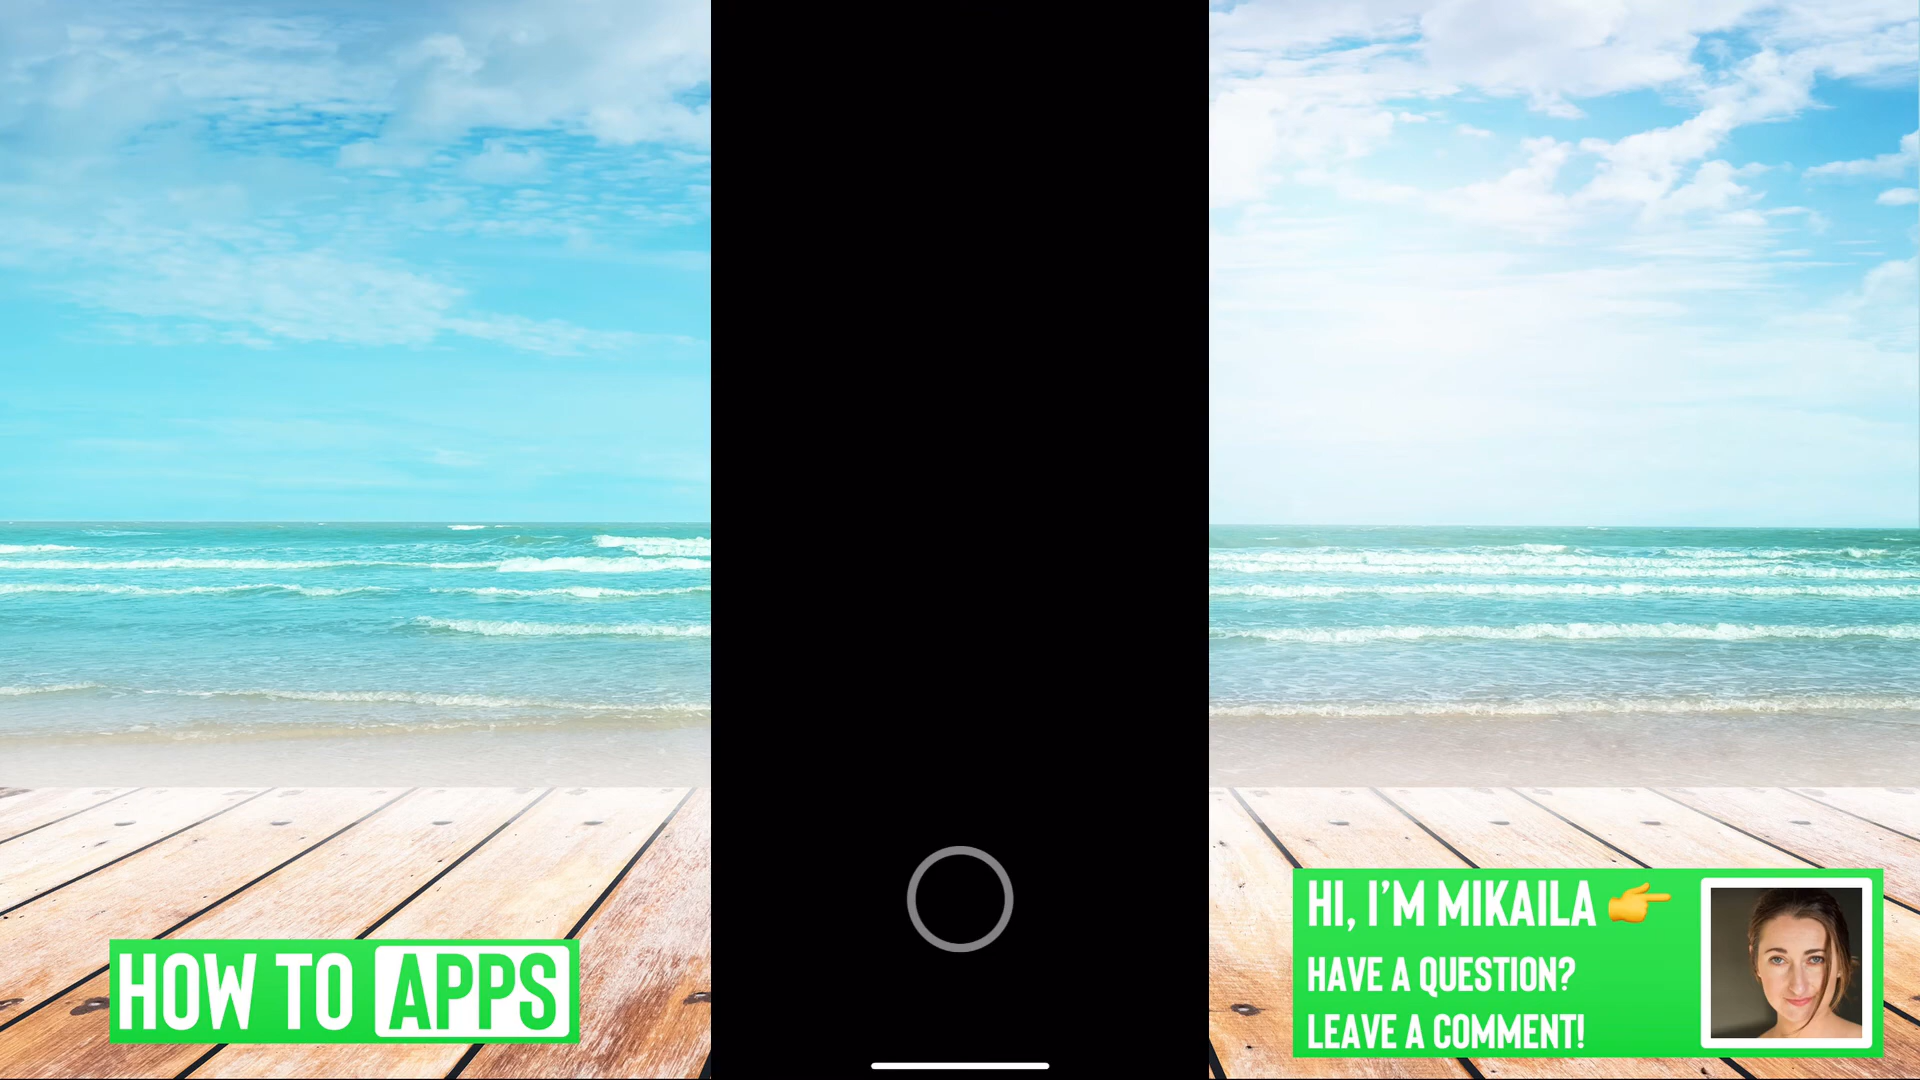 HOW TO APPS
HI, I'M MIKAILA
HAVE A QUESTION?
LEAVE A COMMENT!